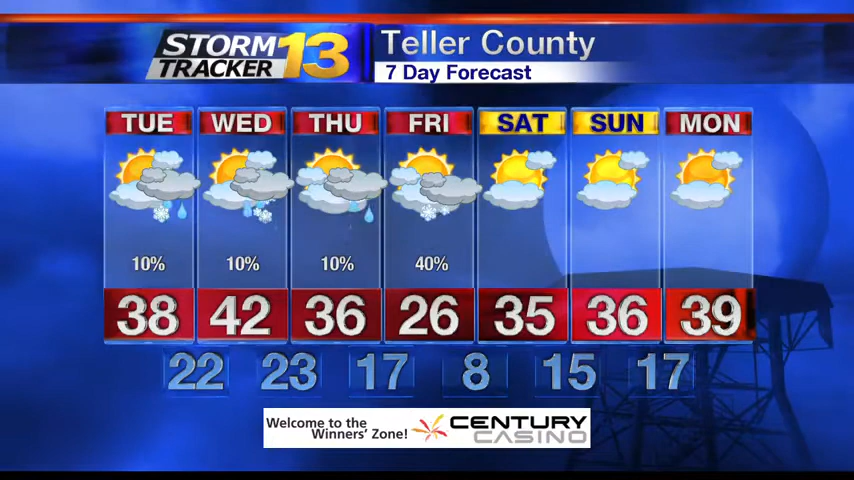 STORM
TRACKER 13
Teller County
7 Day Forecast
TUE WED THU FRI SAT SUN MON
10% 10% 10% 40%
38 42 36 26 35 36 39
22 23 17 8 15 17
Welcome to the
Winners' Zone!
CENTURY
CASINO